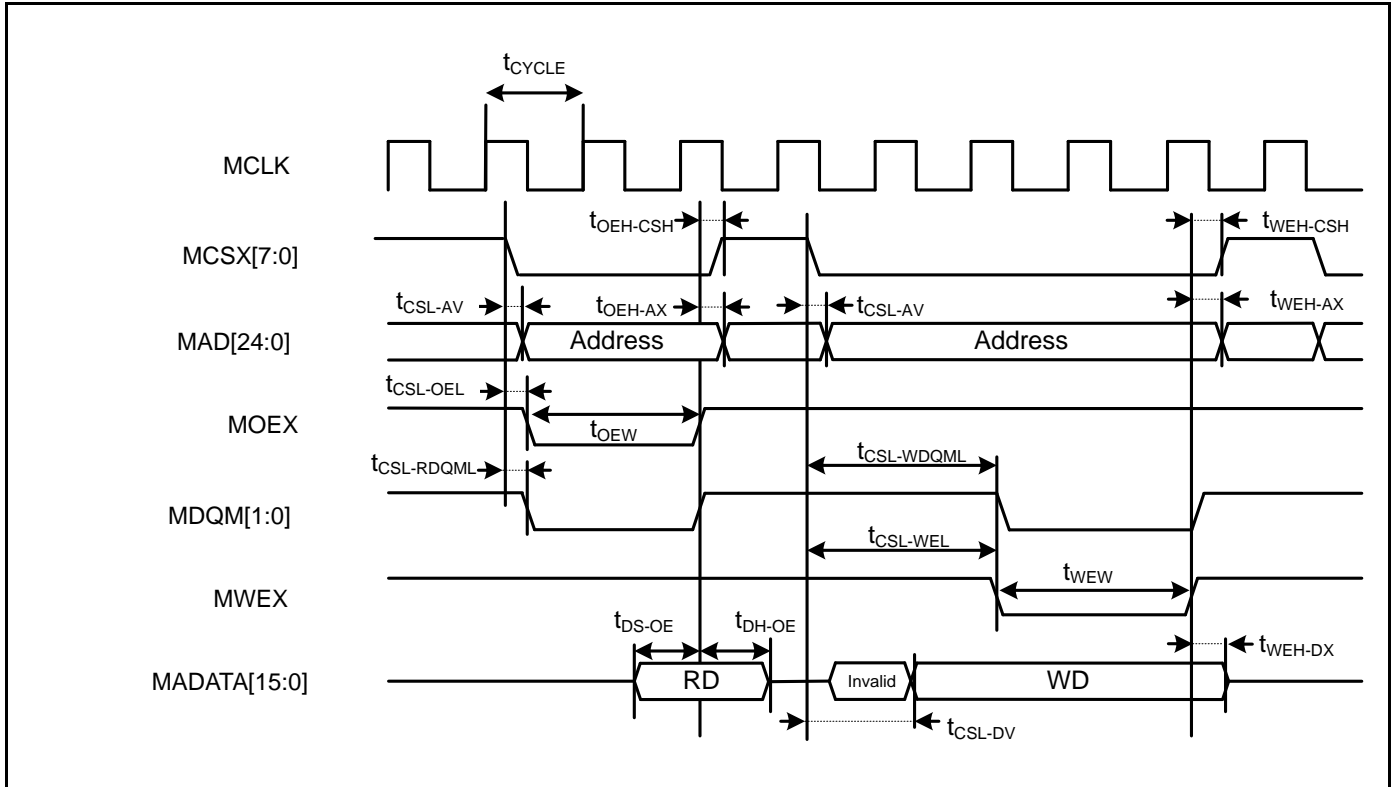 tCYCLE
MCLK
tOEH-CSH
tWEH-CSH
MCSX[7:0]
tCSL-AV
tOEH-AX
tCSL-AV
tWEH-AX
MAD[24:0]
Address
Address
tCSL-OEL
MOEX
tOEW
tCSL-WDQML
tCSL-RDQML
MDQM[1:0]
tCSL-WEL
tWEW
MWEX
tDS-OE
tDH-OE
tWEH-DX
MADATA[15:0]
RD
Invalid
WD
tCSL-DV